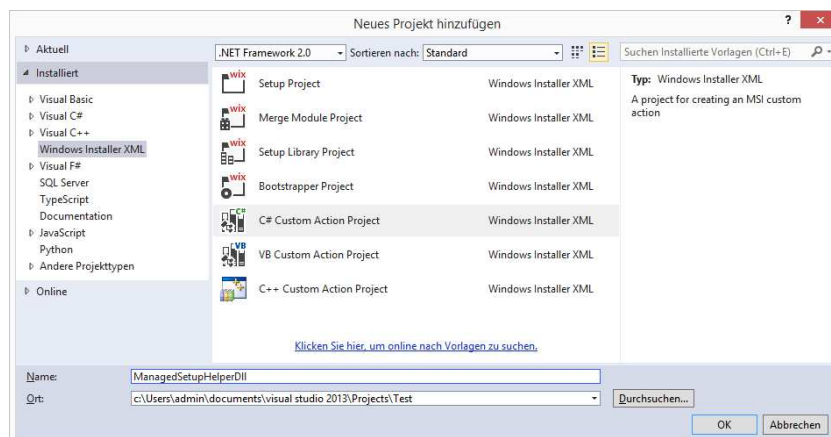 Neues Projekt hinzufügen
?
Aktuell
.NET Framework 2.0
Sortieren nach: Standard
Suchen Installierte Vorlagen (Ctrl+E)
Installiert
Visual Basic
Visual C#
Visual C++
Windows Installer XML
Visual F#
SQL Server
TypeScript
Documentation
JavaScript
Python
Andere Projekttypen
Online
wix
Setup Project Windows Installer XML
wix
Merge Module Project Windows Installer XML
wix
Setup Library Project Windows Installer XML
wix
Bootstrapper Project Windows Installer XML
C#
C# Custom Action Project Windows Installer XML
VB
VB Custom Action Project Windows Installer XML
C++ Custom Action Project Windows Installer XML
Klicken Sie hier, um online nach Vorlagen zu suchen.
Typ: Windows Installer XML
A project for creating an MSI custom
action
Name: ManagedSetupHelperDll
Ort: c:\Users\admin\documents\visual studio 2013\Projects\Test
Durchsuchen...
OK
Abbrechen